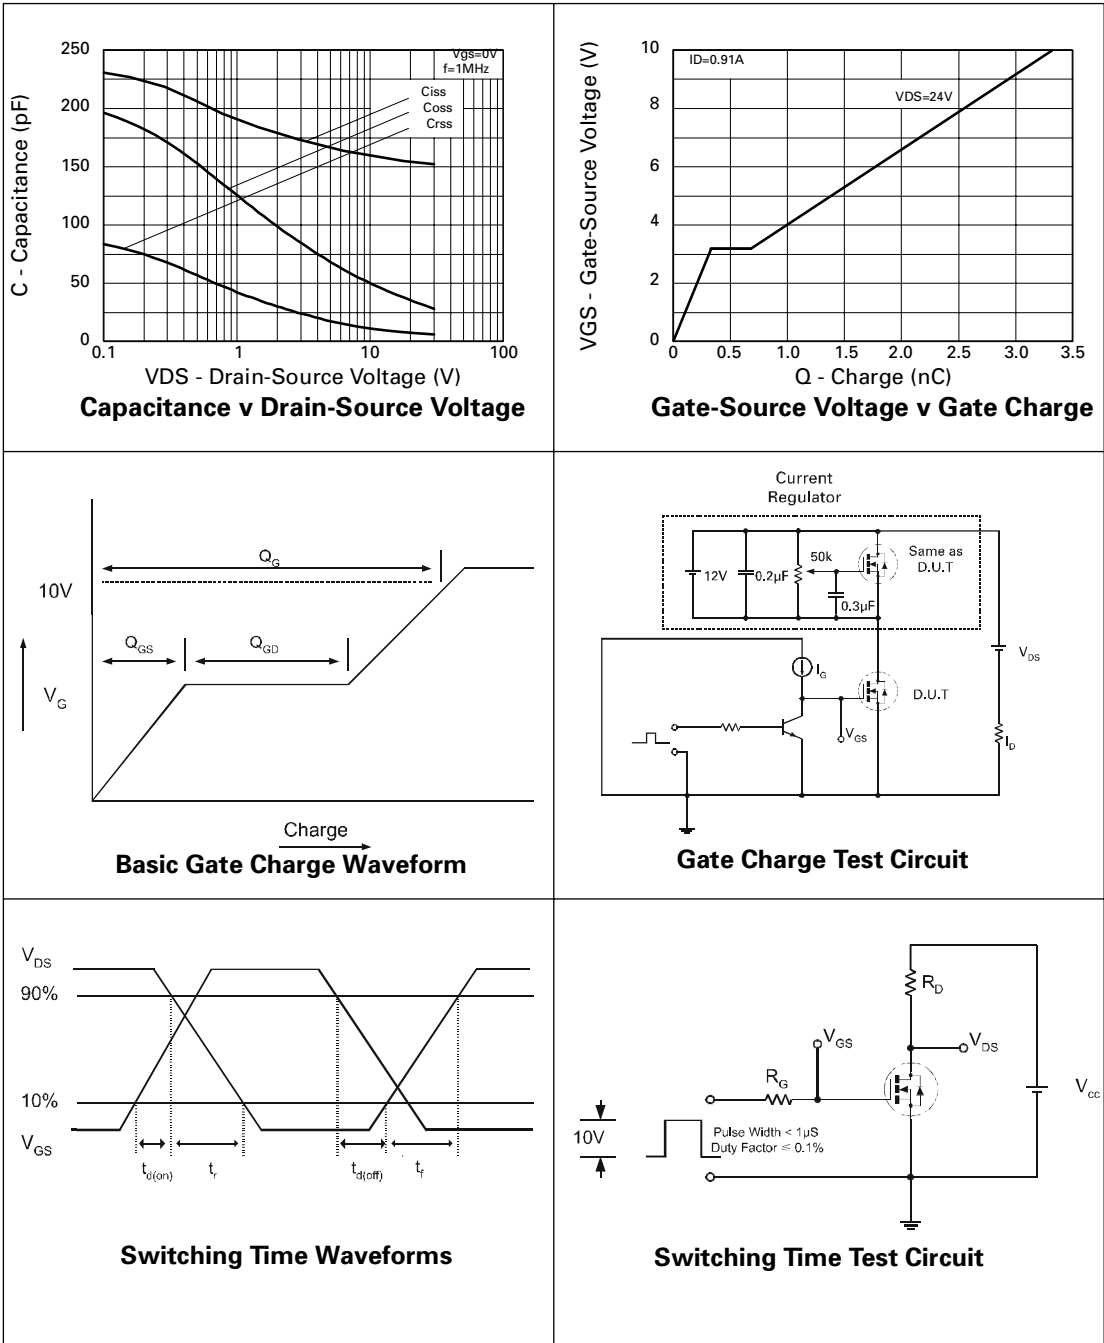 250
200
150
100
50
0
C - Capacitance (pF)
Vgs=0V
f=1MHz
Ciss
Coss
Crss
0.1
1
10
100
VDS - Drain-Source Voltage (V)
Capacitance v Drain-Source Voltage
10
8
6
4
2
0
VGS - Gate-Source Voltage (V)
ID=0.91A
VDS=24V
0
0.5
1.0
1.5
2.0
2.5
3.0
3.5
Q - Charge (nC)
Gate-Source Voltage v Gate Charge
QG
10V
QGS
QGD
VG
Charge
Basic Gate Charge Waveform
Current
Regulator
12V
0.2µF
50k
0.3µF
Same as
D.U.T
IG
VDS
D.U.T
VGS
ID
Gate Charge Test Circuit
VDS
90%
10%
VGS
td(on)
tr
td(off)
tf
Switching Time Waveforms
RD
VGS
VDS
RG
Vcc
10V
Pulse Width < 1µS
Duty Factor ≤ 0.1%
Switching Time Test Circuit